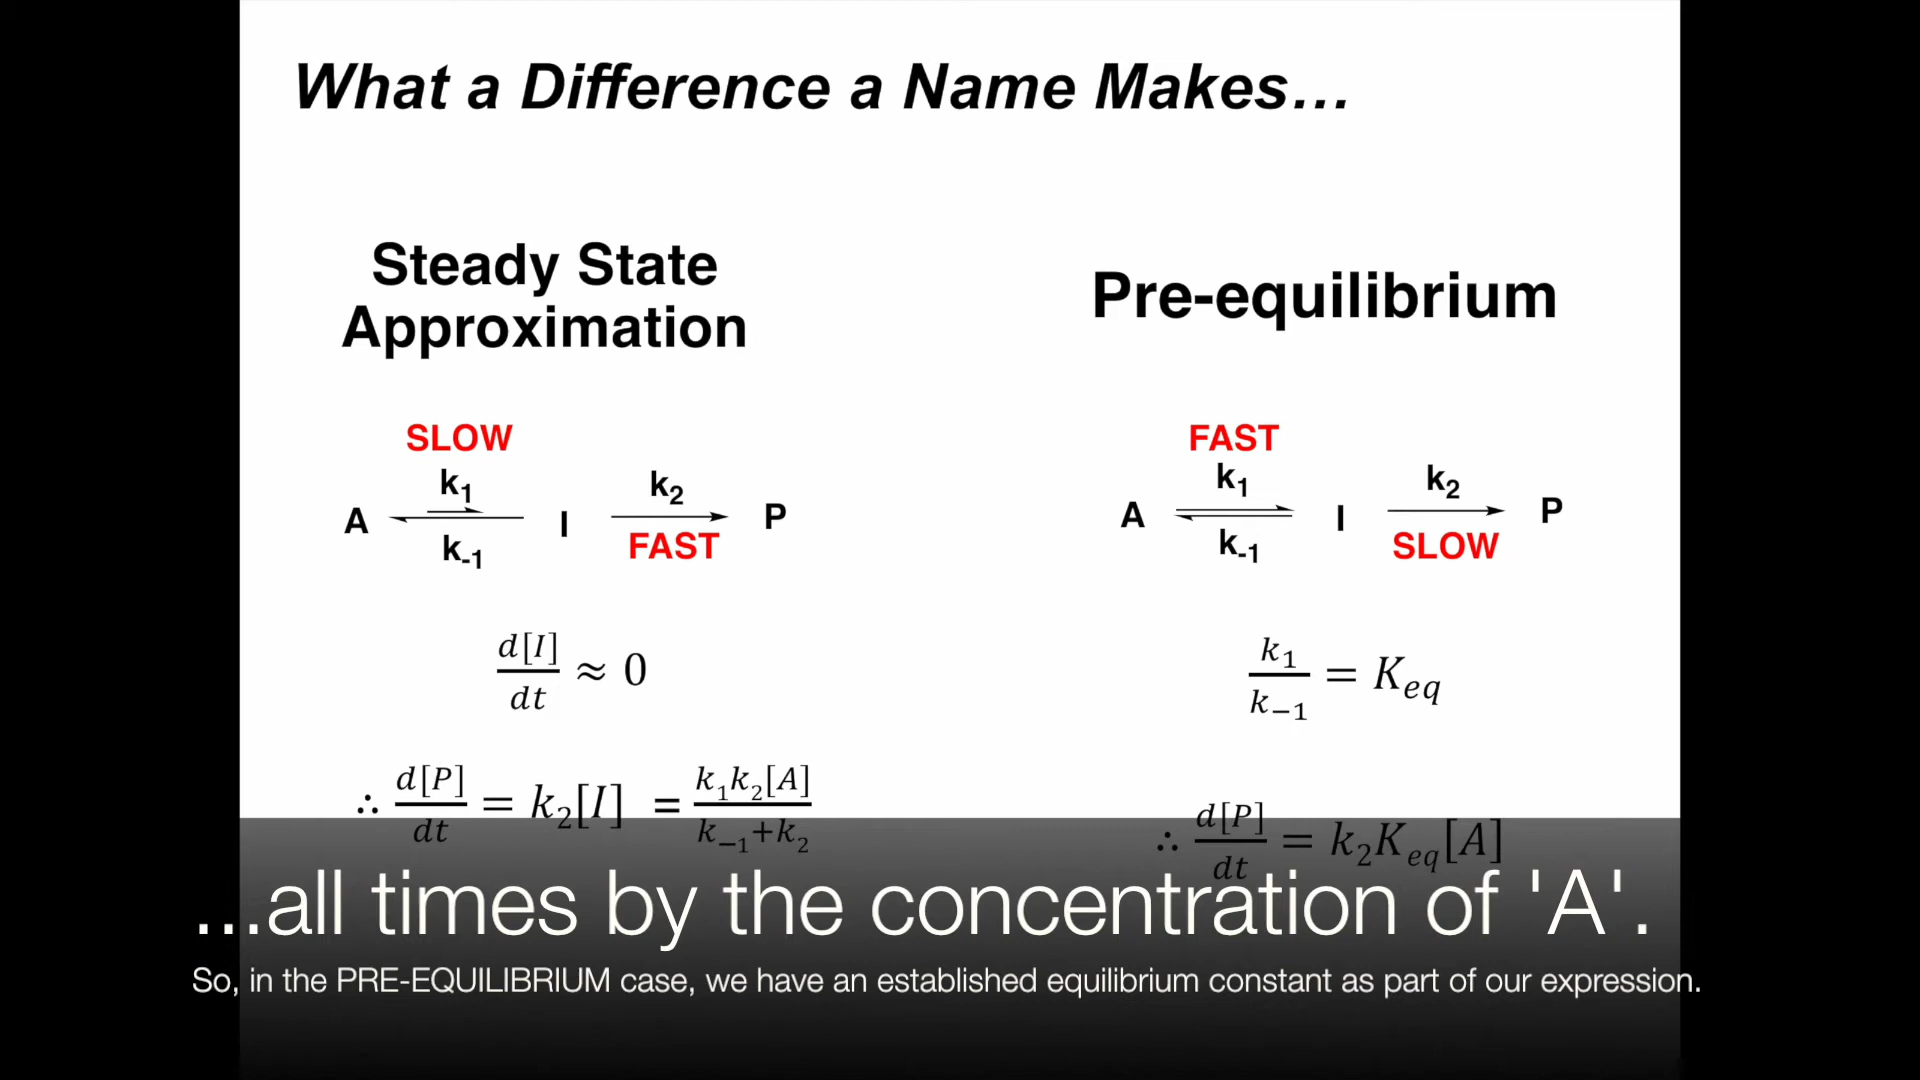 What a Difference a Name Makes...
Steady State
Approximation
SLOW
k₁
A I P
k₋₁
k₂
FAST
d[I]/dt ≈ 0
∴ d[P]/dt = k₂[I] = k₁k₂[A]/k₋₁+k₂
Pre-equilibrium
FAST
k₁
A I P
k₋₁
k₂
SLOW
k₁/k₋₁ = Keq
∴ d[P]/dt = k₂Keq[A]
...all times by the concentration of 'A'.
So, in the PRE-EQUILIBRIUM case, we have an established equilibrium constant as part of our expression.